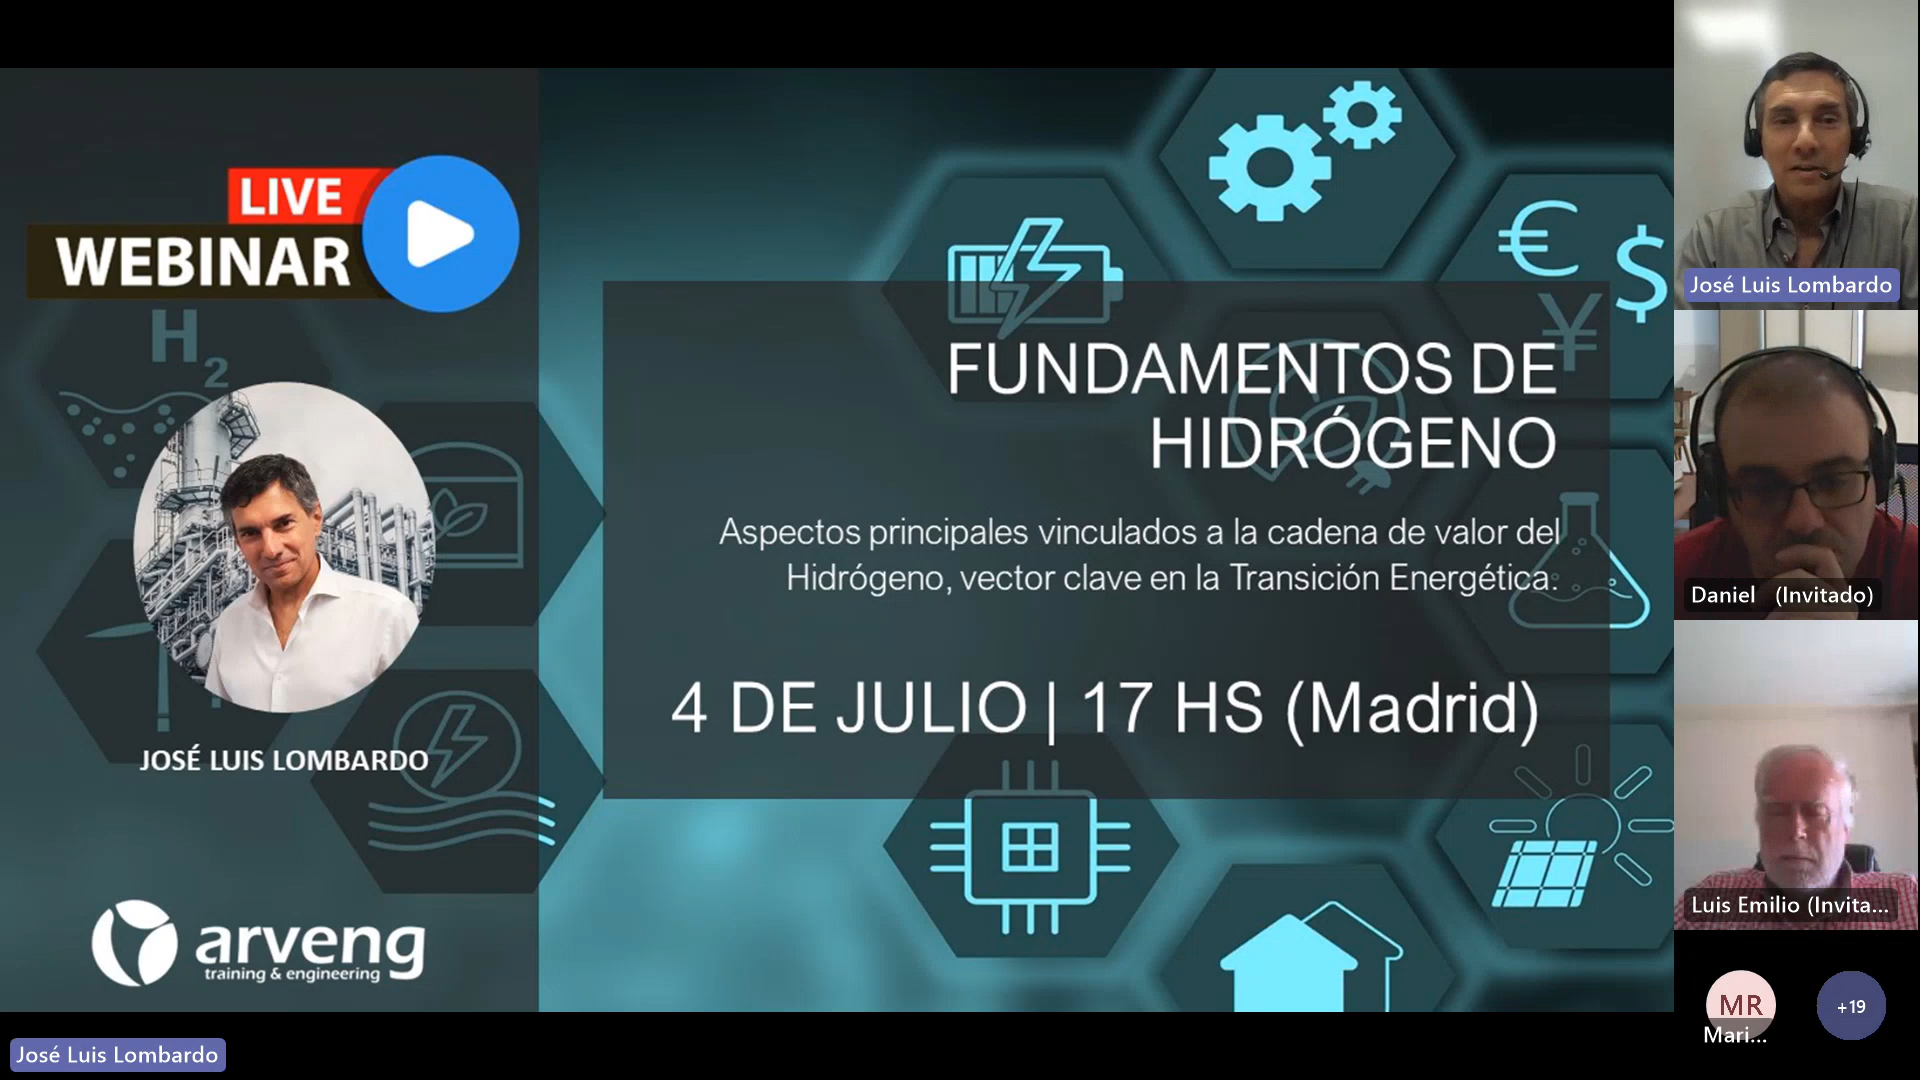 LIVE
WEBINAR
H2
JOSÉ LUIS LOMBARDO
arveng
training & engineering
€
$
¥
FUNDAMENTOS DE
HIDRÓGENO
Aspectos principales vinculados a la cadena de valor del
Hidrógeno, vector clave en la Transición Energética.
4 DE JULIO | 17 HS (Madrid)
José Luis Lombardo
Daniel (Invitado)
Luis Emilio (Invita...
MR
Mari...
+19
José Luis Lombardo